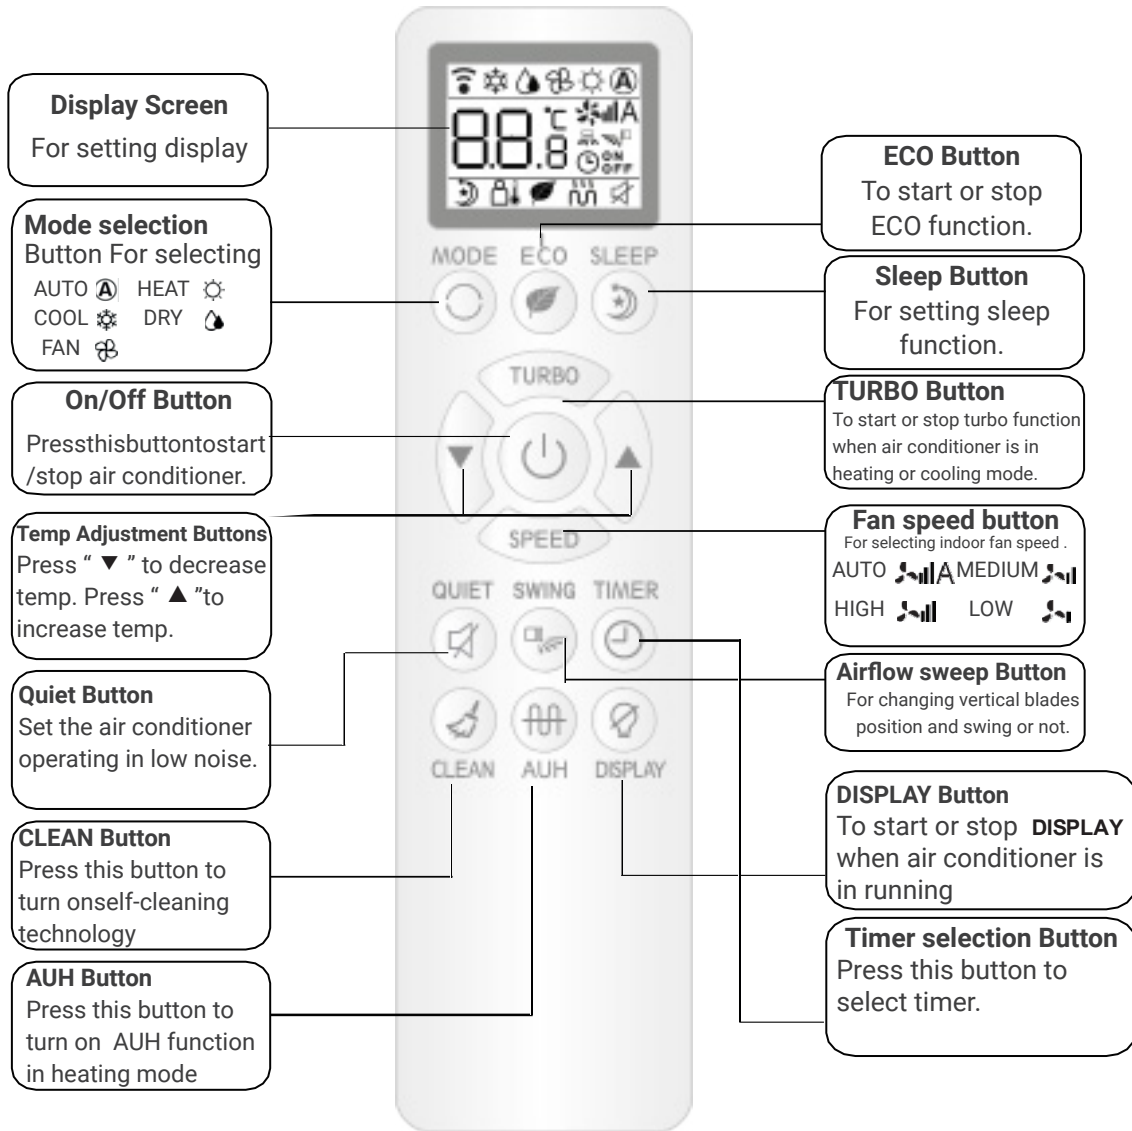 Display Screen
For setting display
Mode selection
Button For selecting
AUTO A HEAT
COOL DRY
FAN
On/Off Button
Pressthisbuttontostart
/stop air conditioner.
Temp Adjustment Buttons
Press “ ▼ ” to decrease
temp. Press “ ▲ ”to
increase temp.
Quiet Button
Set the air conditioner
operating in low noise.
CLEAN Button
Press this button to
turn onself-cleaning
technology
AUH Button
Press this button to
turn on AUH function
in heating mode
A
88.8 °C A
ON
OFF
MODE ECO SLEEP
TURBO
▼ ▲
SPEED
QUIET SWING TIMER
CLEAN AUH DISPLAY
ECO Button
To start or stop
ECO function.
Sleep Button
For setting sleep
function.
TURBO Button
To start or stop turbo function
when air conditioner is in
heating or cooling mode.
Fan speed button
For selecting indoor fan speed .
AUTO A MEDIUM
HIGH LOW
Airflow sweep Button
For changing vertical blades
position and swing or not.
DISPLAY Button
To start or stop DISPLAY
when air conditioner is
in running
Timer selection Button
Press this button to
select timer.